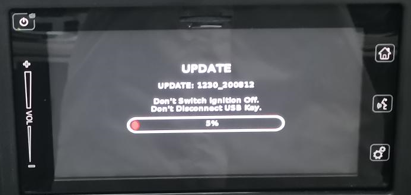 UPDATE
UPDATE: 1230_200812
Don't Switch Ignition Off.
Don't Disconnect USB Key.
5%
VOL